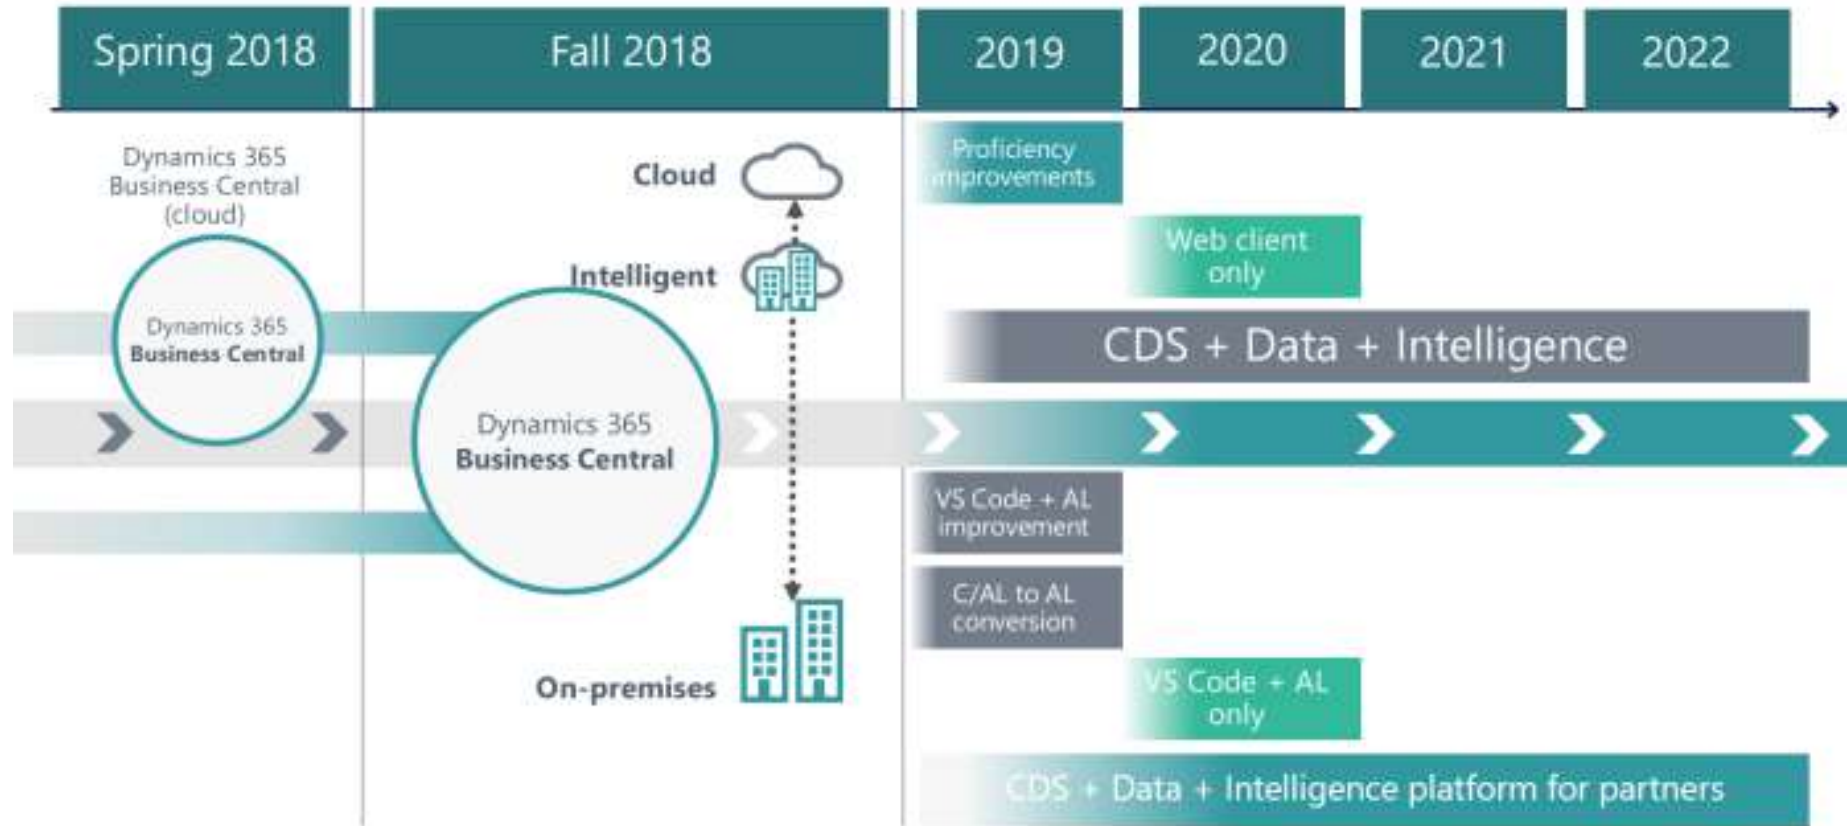 Spring 2018
Fall 2018
2019
2020
2021
2022
Dynamics 365
Business Central
(cloud)
Dynamics 365
Business Central
Cloud
Intelligent
Dynamics 365
Business Central
On-premises
Proficiency
improvements
Web client
only
CDS + Data + Intelligence
VS Code + AL
improvement
C/AL to AL
conversion
VS Code + AL
only
CDS + Data + Intelligence platform for partners